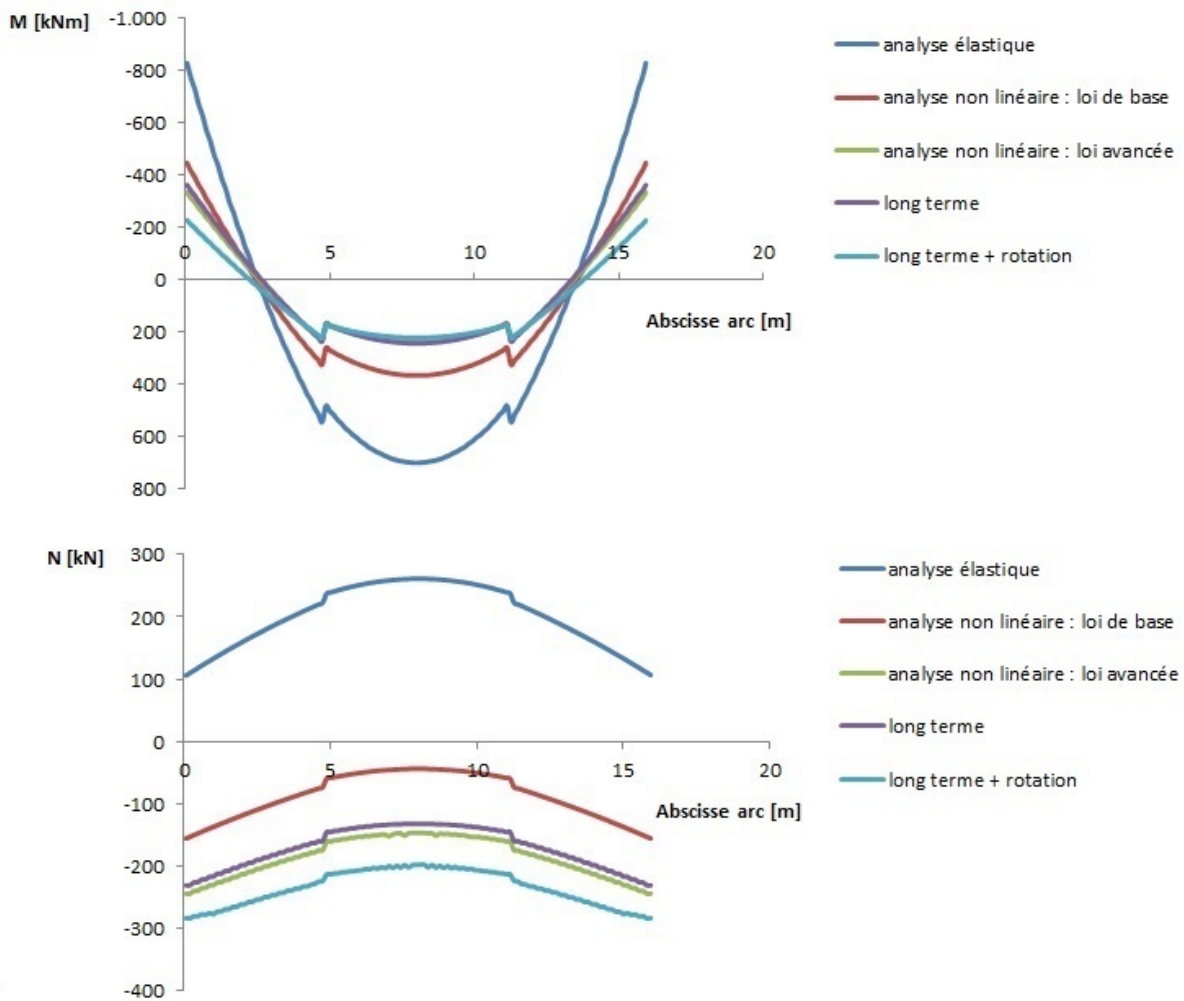 M [kNm]
-1.000
-800
-600
-400
-200
0
200
400
600
800
0
5
10
15
20
Abscisse arc [m]
analyse élastique
analyse non linéaire : loi de base
analyse non linéaire : loi avancée
long terme
long terme + rotation
N [kN]
300
200
100
0
-100
-200
-300
-400
0
5
10
15
20
Abscisse arc [m]
analyse élastique
analyse non linéaire : loi de base
analyse non linéaire : loi avancée
long terme
long terme + rotation